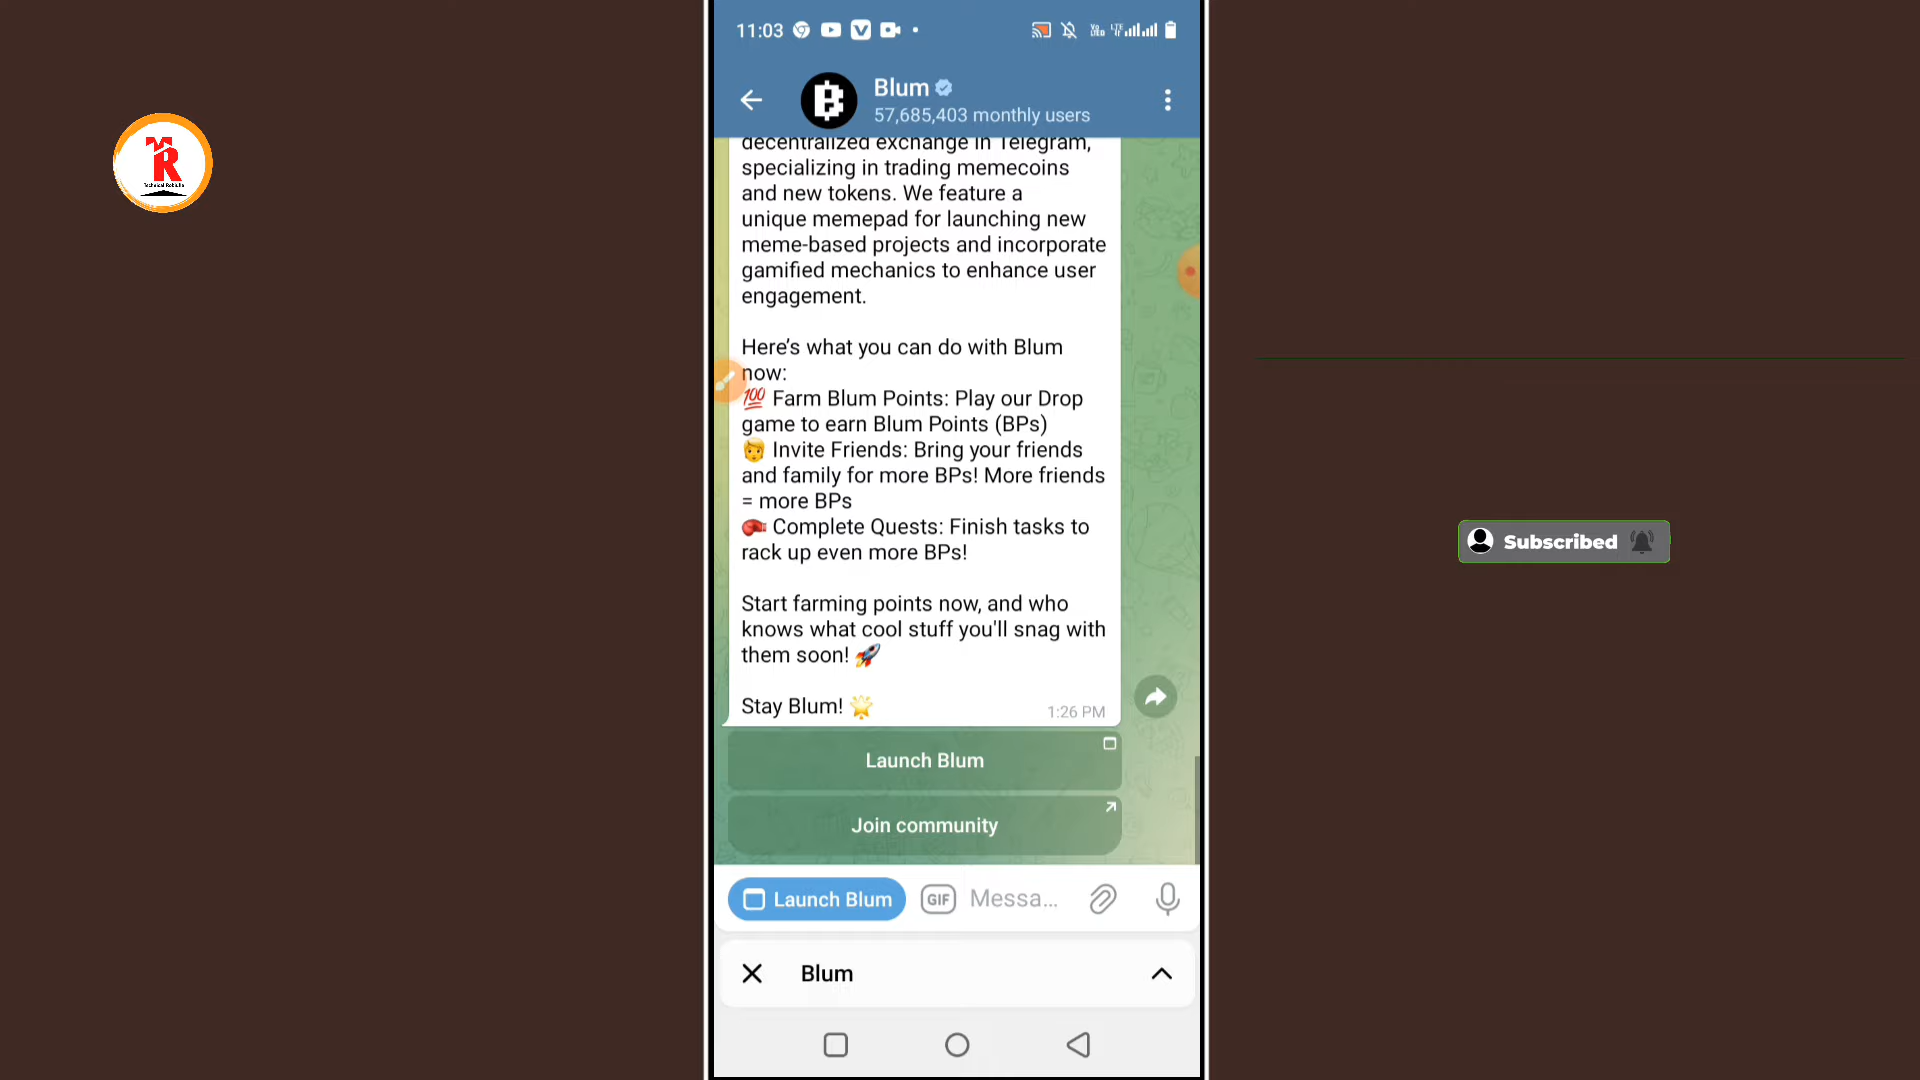 11:03
Blum
57,685,403 monthly users
decentralized exchange in Telegram,
specializing in trading memecoins
and new tokens. We feature a
unique memepad for launching new
meme-based projects and incorporate
gamified mechanics to enhance user
engagement.
Here's what you can do with Blum
now:
💯 Farm Blum Points: Play our Drop
game to earn Blum Points (BPs)
Invite Friends: Bring your friends
and family for more BPs! More friends
= more BPs
🥊 Complete Quests: Finish tasks to
rack up even more BPs!
Start farming points now, and who
knows what cool stuff you'll snag with
them soon! 🚀
Stay Blum! 🌟
1:26 PM
Launch Blum
Join community
Launch Blum GIF Messa...
Blum
Subscribed